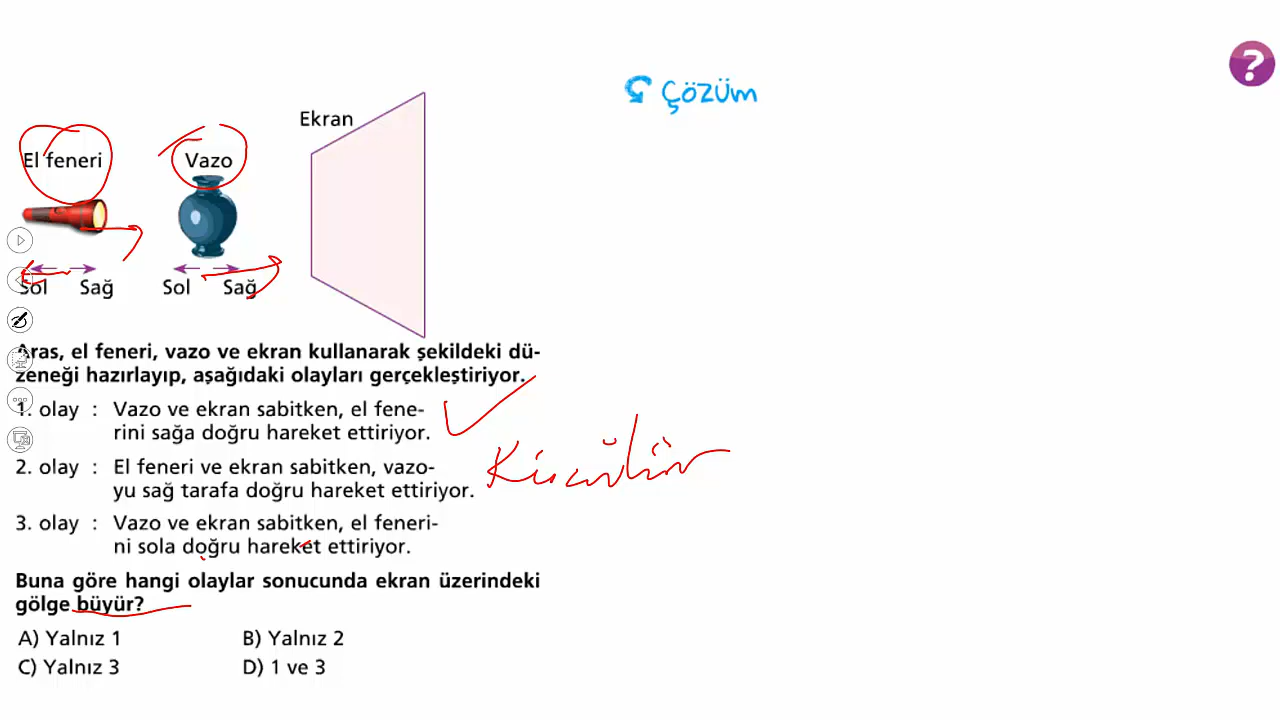 Çözüm
?
Ekran
El feneri
Vazo
Sol Sağ
Sol Sağ
Aras, el feneri, vazo ve ekran kullanarak şekildeki dü-
zeneği hazırlayıp, aşağıdaki olayları gerçekleştiriyor.
1. olay : Vazo ve ekran sabitken, el fene-
rini sağa doğru hareket ettiriyor.
2. olay : El feneri ve ekran sabitken, vazo-
yu sağ tarafa doğru hareket ettiriyor.
Küçülür
3. olay : Vazo ve ekran sabitken, el feneri-
ni sola doğru hareket ettiriyor.
Buna göre hangi olaylar sonucunda ekran üzerindeki
gölge büyür?
A) Yalnız 1 B) Yalnız 2
C) Yalnız 3 D) 1 ve 3